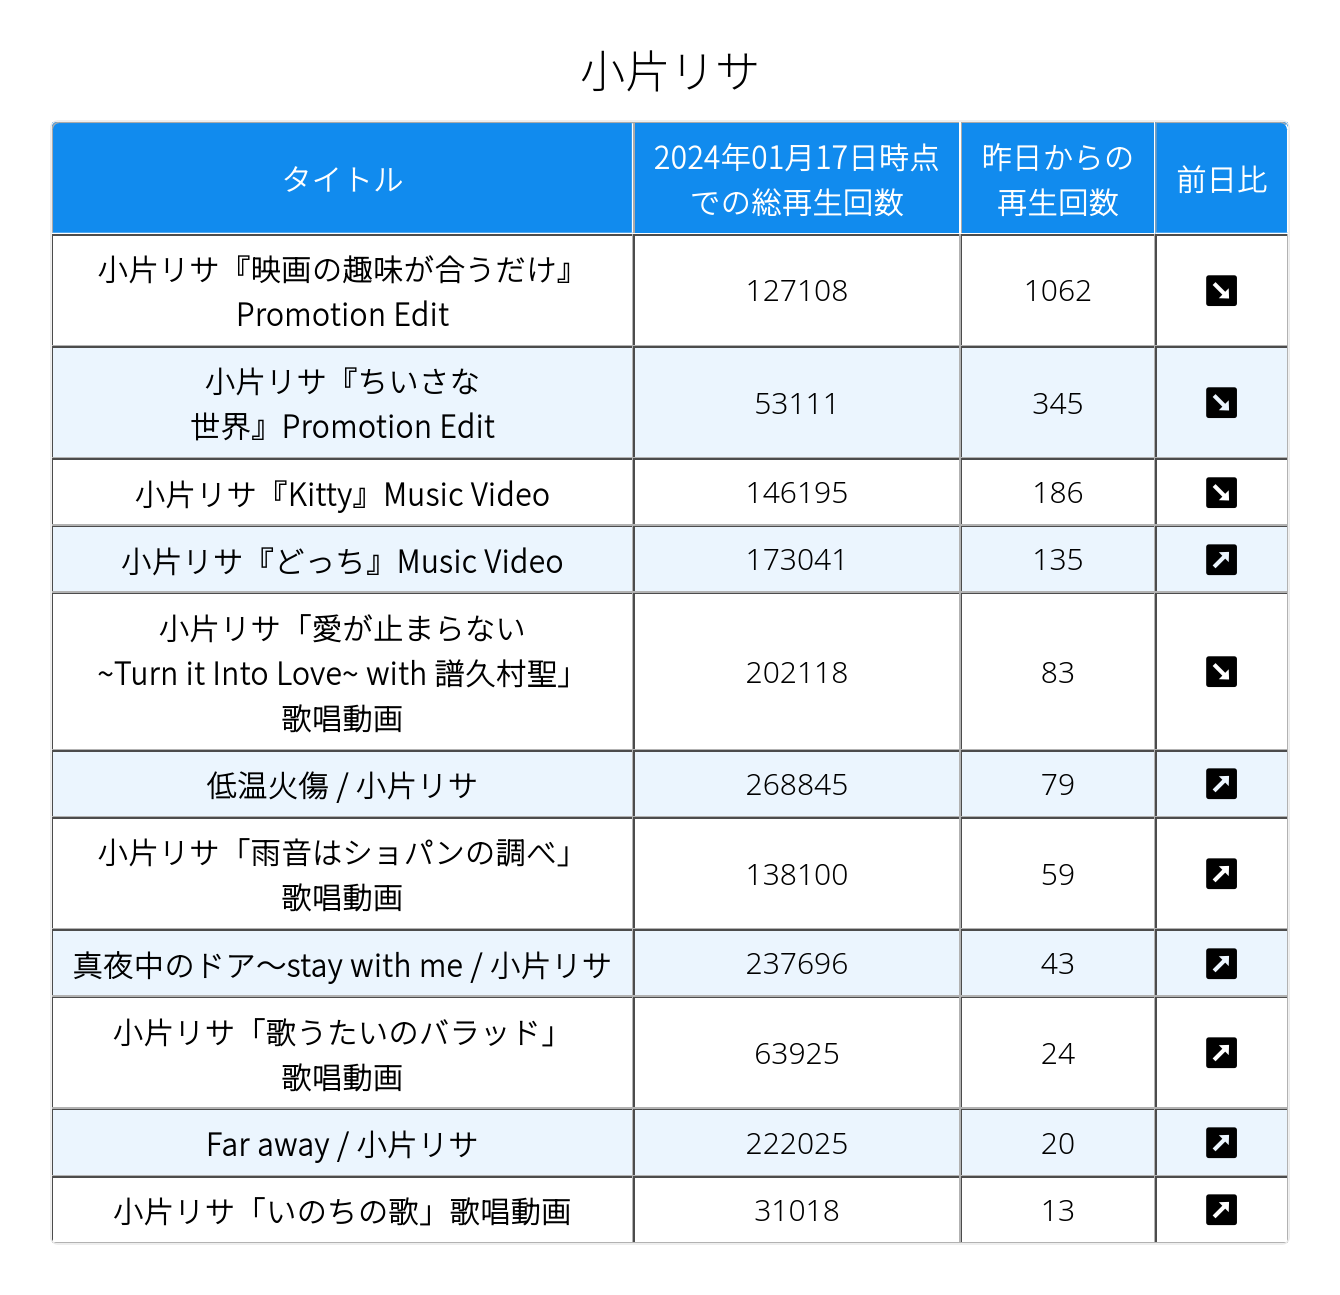 小片リサ
タイトル
2024年01月17日時点
での総再生回数
昨日からの
再生回数
前日比
小片リサ『映画の趣味が合うだけ』
Promotion Edit
127108
1062
小片リサ『ちいさな
世界』Promotion Edit
53111
345
小片リサ『Kitty』Music Video
146195
186
小片リサ『どっち』Music Video
173041
135
小片リサ「愛が止まらない
~Turn it Into Love~ with 譜久村聖」
歌唱動画
202118
83
低温火傷 / 小片リサ
268845
79
小片リサ「雨音はショパンの調べ」
歌唱動画
138100
59
真夜中のドア〜stay with me / 小片リサ
237696
43
小片リサ「歌うたいのバラッド」
歌唱動画
63925
24
Far away / 小片リサ
222025
20
小片リサ「いのちの歌」歌唱動画
31018
13